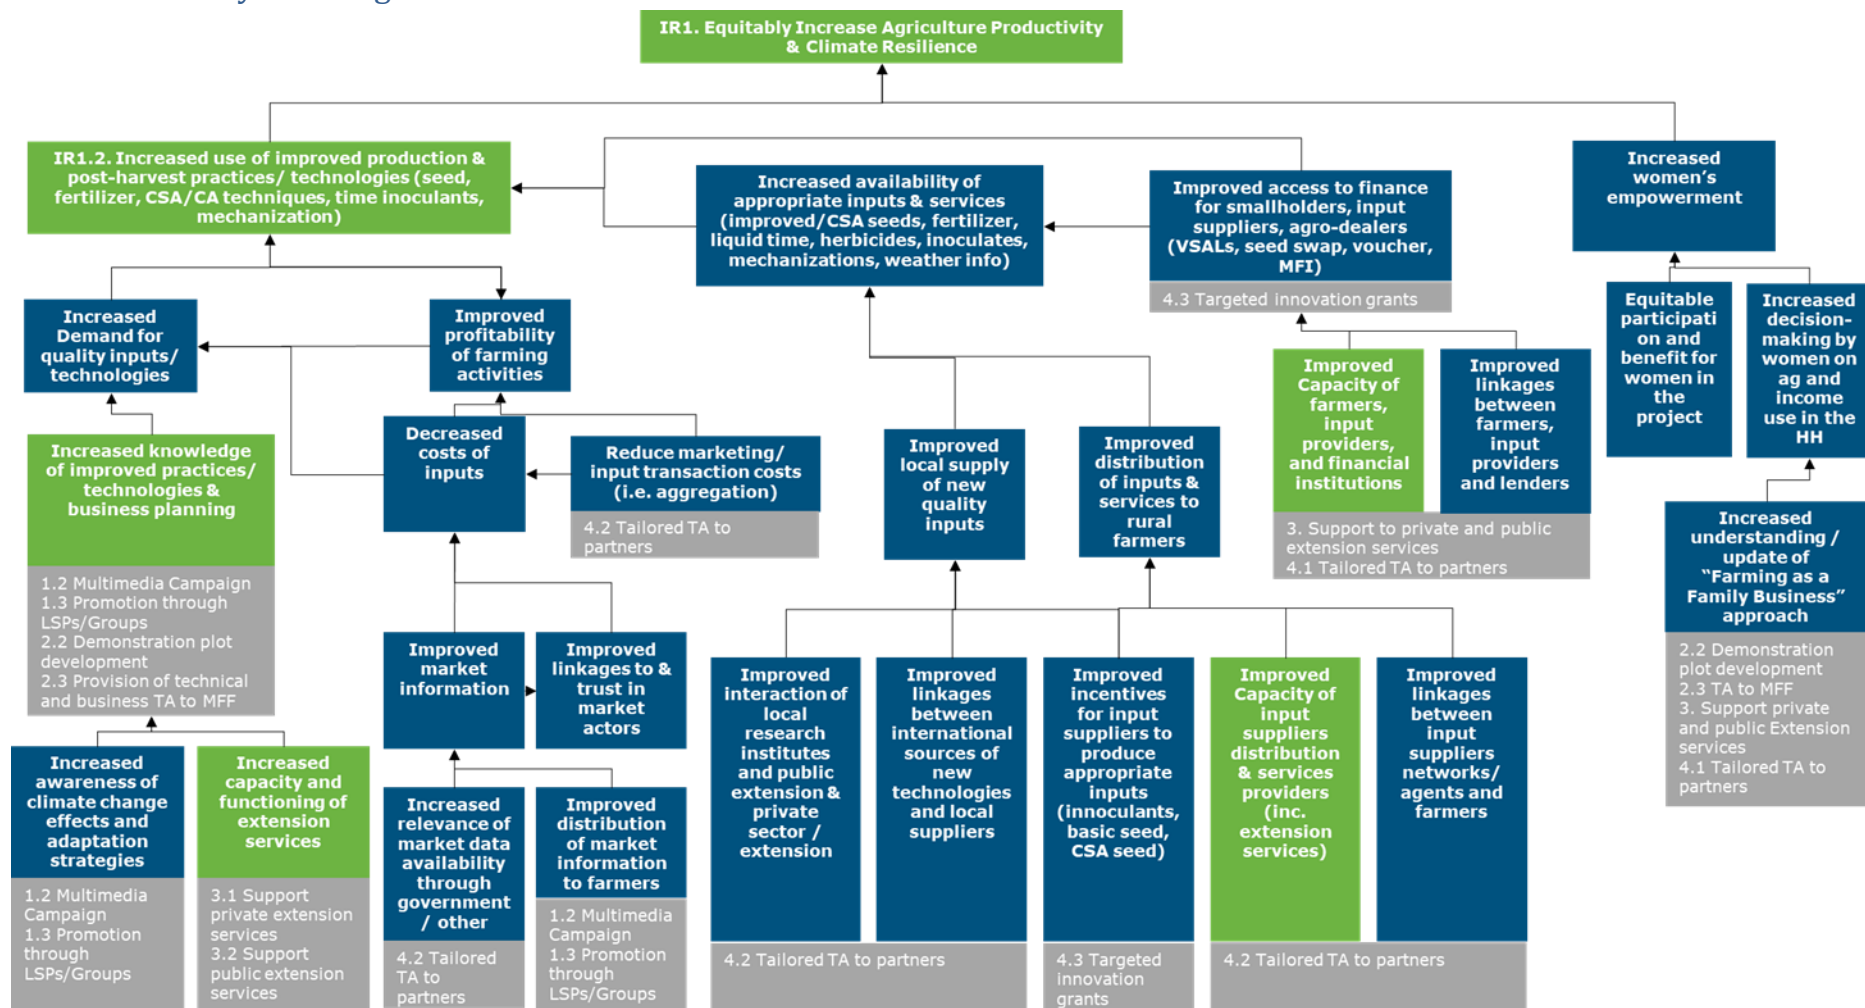 IR1. Equitably Increase Agriculture Productivity
& Climate Resilience
IR1.2. Increased use of improved production &
post-harvest practices/ technologies (seed,
fertilizer, CSA/CA techniques, time inoculants,
mechanization)
Increased availability of
appropriate inputs & services
(improved/CSA seeds, fertilizer,
liquid time, herbicides, inoculates,
mechanizations, weather info)
Improved access to finance
for smallholders, input
suppliers, agro-dealers
(VSALs, seed swap, voucher,
MFI)
4.3 Targeted innovation grants
Increased
women's
empowerment
Increased
Demand for
quality inputs/
technologies
Improved
profitability
of farming
activities
Improved
Capacity of
farmers,
input
providers,
and financial
institutions
Improved
linkages
between
farmers,
input
providers
and lenders
3. Support to private and public
extension services
4.1 Tailored TA to partners
Equitable
participati
on and
benefit for
women in
the
project
Increased
decision-
making by
women on
ag and
income
use in the
HH
Increased knowledge
of improved practices/
technologies &
business planning
1.2 Multimedia Campaign
1.3 Promotion through
LSPs/Groups
2.2 Demonstration plot
development
2.3 Provision of technical
and business TA to MFF
Decreased
costs of
inputs
Reduce marketing/
input transaction costs
(i.e. aggregation)
4.2 Tailored TA to
partners
Improved
local supply
of new
quality
inputs
Improved
distribution
of inputs &
services to
rural
farmers
Increased
understanding /
update of
"Farming as a
Family Business"
approach
2.2 Demonstration
plot development
2.3 TA to MFF
3. Support private
and public Extension
services
4.1 Tailored TA to
partners
Improved
market
information
Improved
linkages to &
trust in
market
actors
Improved
interaction of
local
research
institutes
and public
extension &
private
sector /
extension
Improved
linkages
between
international
sources of
new
technologies
and local
suppliers
4.2 Tailored TA to partners
Improved
incentives
for input
suppliers to
produce
appropriate
inputs
(innoculants,
basic seed,
CSA seed)
4.3 Targeted
innovation
grants
Improved
Capacity of
input
suppliers
distribution
& services
providers
(inc.
extension
services)
Improved
linkages
between
input
suppliers
networks/
agents and
farmers
4.2 Tailored TA to partners
Increased
awareness of
climate change
effects and
adaptation
strategies
1.2 Multimedia
Campaign
1.3 Promotion
through
LSPs/Groups
Increased
capacity and
functioning of
extension
services
3.1 Support
private extension
services
3.2 Support
public extension
services
Increased
relevance of
market data
availability
through
government
/ other
4.2 Tailored
TA to
partners
Improved
distribution
of market
information
to farmers
1.2 Multimedia
Campaign
1.3 Promotion
through
LSPs/Groups